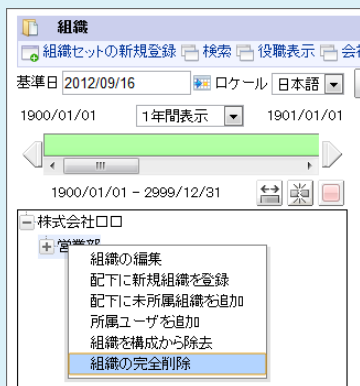 組織
組織セットの新規登録 検索 役職表示 会
基準日 2012/09/16 ロケール 日本語
1900/01/01 1年間表示 1901/01/01
1900/01/01 - 2999/12/31
株式会社ロロ
営業部
組織の編集
配下に新規組織を登録
配下に未所属組織を追加
所属ユーザを追加
組織を構成から除去
組織の完全削除